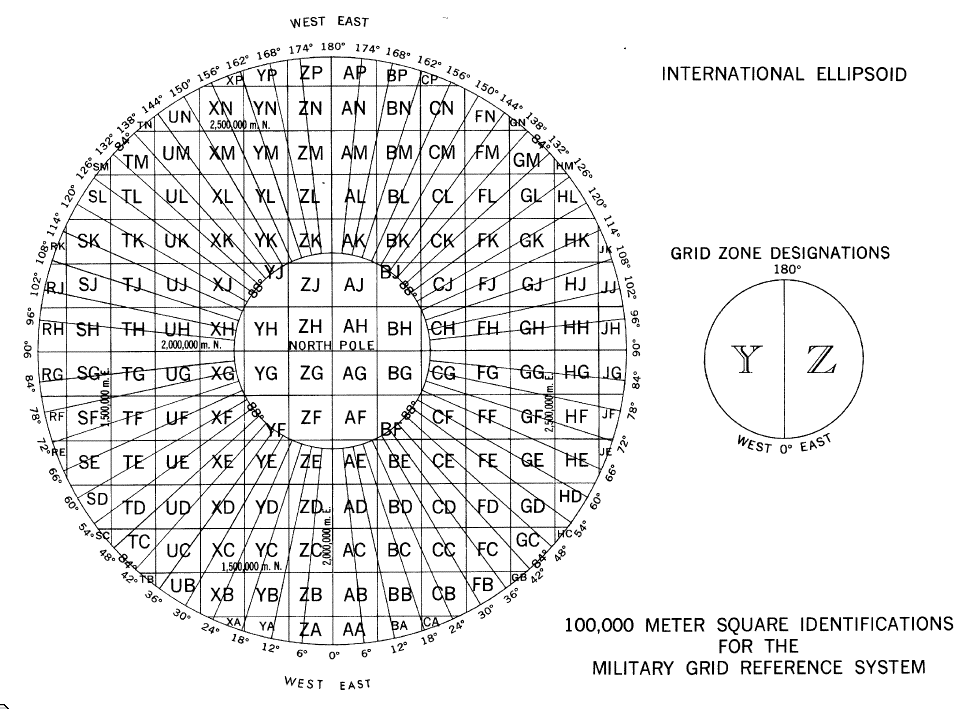 WEST EAST
156° 162° 168° 174° 180° 174° 168° 162° 156°
150° 150°
144° 144°
138° 138°
132° 132°
126° 126°
120° 120°
114° 114°
108° 108°
102° 102°
96° 96°
90° 90°
84° 84°
78° 78°
72° 72°
66° 66°
60° 60°
54° 54°
48° 48°
42° 42°
36° 36°
30° 30°
24° 18° 12° 6° 0° 6° 12° 18° 24°
WEST EAST
84° 84°
84° 84°
88° 88°
88° 88°
XP YP ZP AP BP CP
TN UN XN YN ZN AN BN CN FN GN
2,500,000 m. N.
SM TM UM XM YM ZM AM BM CM FM GM HM
SL TL UL XL YL ZL AL BL CL FL GL HL
RK SK TK UK XK YK ZK AK BK CK FK GK HK JK
RJ SJ TJ UJ XJ YJ ZJ AJ BJ CJ FJ GJ HJ JJ
RH SH TH UH XH YH ZH AH BH CH FH GH HH JH
2,000,000 m. N.
NORTH POLE
RG SG TG UG XG YG ZG AG BG CG FG GG HG JG
1,500,000 m. E.
2,500,000 m. E.
RF SF TF UF XF YF ZF AF BF CF FF GF HF JF
RE SE TE UE XE YE ZE AE BE CE FE GE HE JE
SD TD UD XD YD ZD AD BD CD FD GD HD
2,000,000 m. E.
SC TC UC XC YC ZC AC BC CC FC GC HC
1,500,000 m. N.
TB UB XB YB ZB AB BB CB FB GB
XA YA ZA AA BA CA
INTERNATIONAL ELLIPSOID
GRID ZONE DESIGNATIONS
180°
Y Z
WEST 0° EAST
100,000 METER SQUARE IDENTIFICATIONS
FOR THE
MILITARY GRID REFERENCE SYSTEM